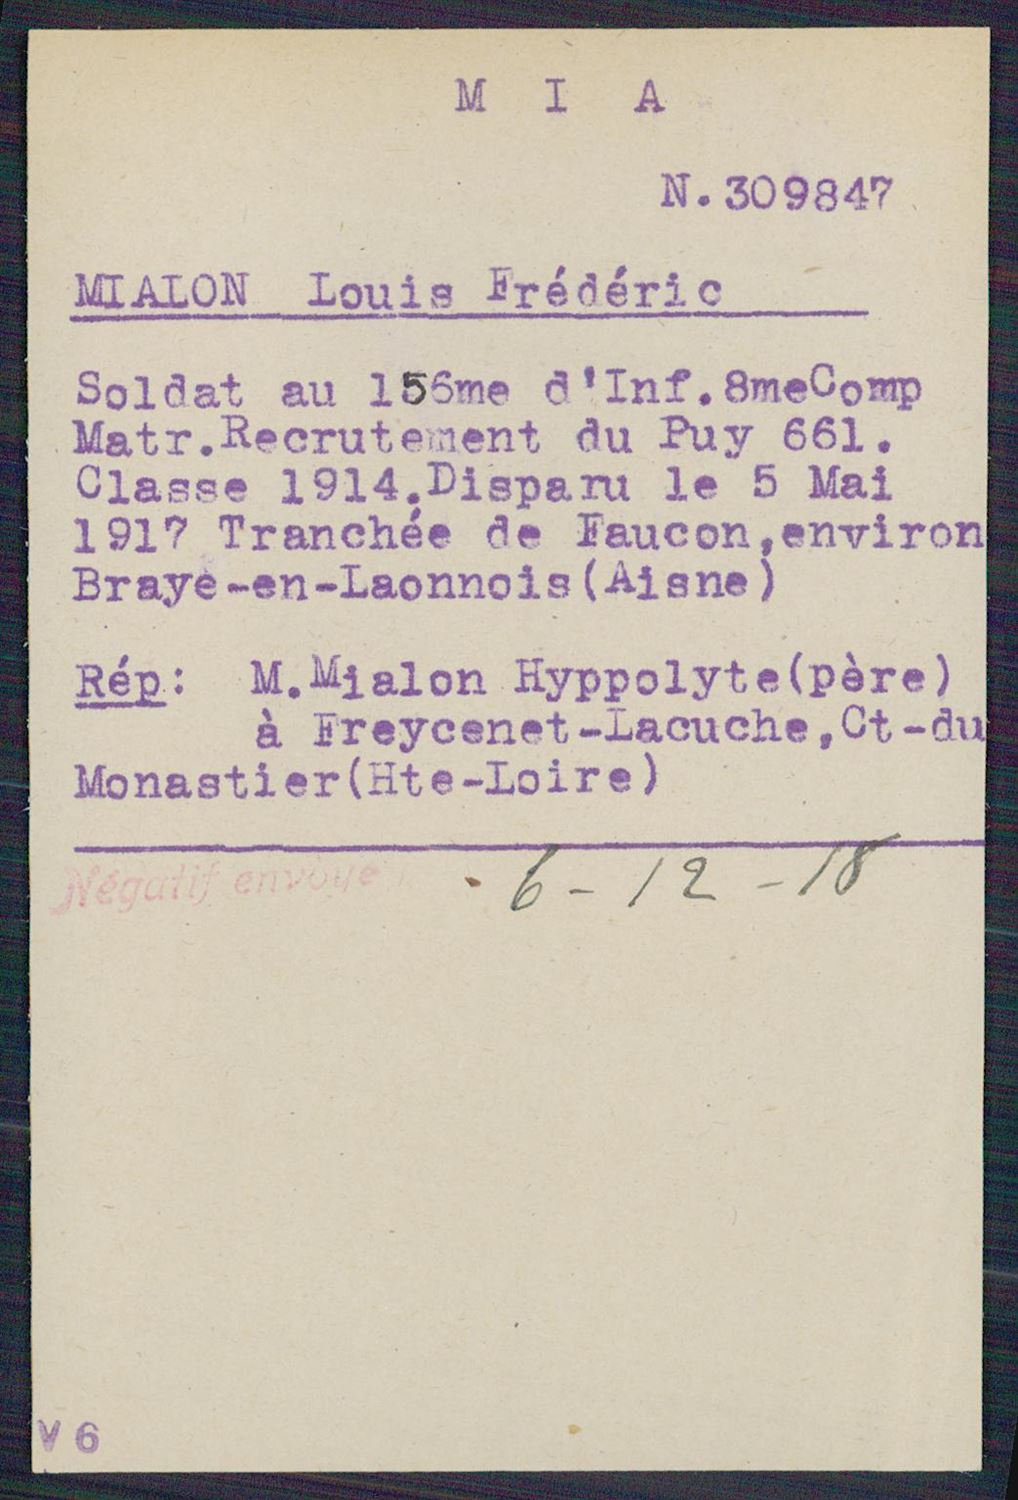 M I A
N.309847
MIALON Louis Frédéric
Soldat au 156me d'Inf.8meComp
Matr.Recrutement du Puy 661.
Classe 1914.Disparu le 5 Mai
1917 Tranchée de Faucon,environ
Braye-en-Laonnois(Aisne)
Rép: M.Mialon Hyppolyte(père)
à Freycenet-Lacuche,Ct-du
Monastier(Hte-Loire)
Négatif envoyé 6-12-18
V 6